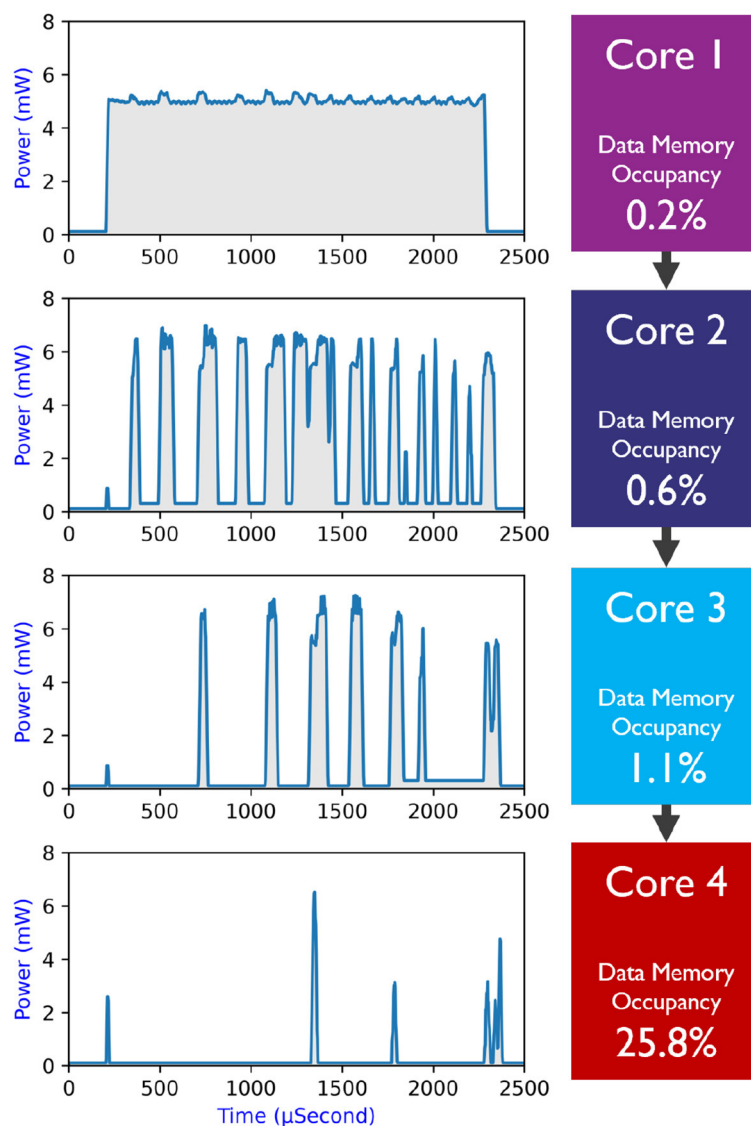 8
6
4
2
0
Power (mW)
0 500 1000 1500 2000 2500
Core 1
Data Memory
Occupancy
0.2%
8
6
4
2
0
Power (mW)
0 500 1000 1500 2000 2500
Core 2
Data Memory
Occupancy
0.6%
8
6
4
2
0
Power (mW)
0 500 1000 1500 2000 2500
Core 3
Data Memory
Occupancy
1.1%
8
6
4
2
0
Power (mW)
0 500 1000 1500 2000 2500
Time (μSecond)
Core 4
Data Memory
Occupancy
25.8%